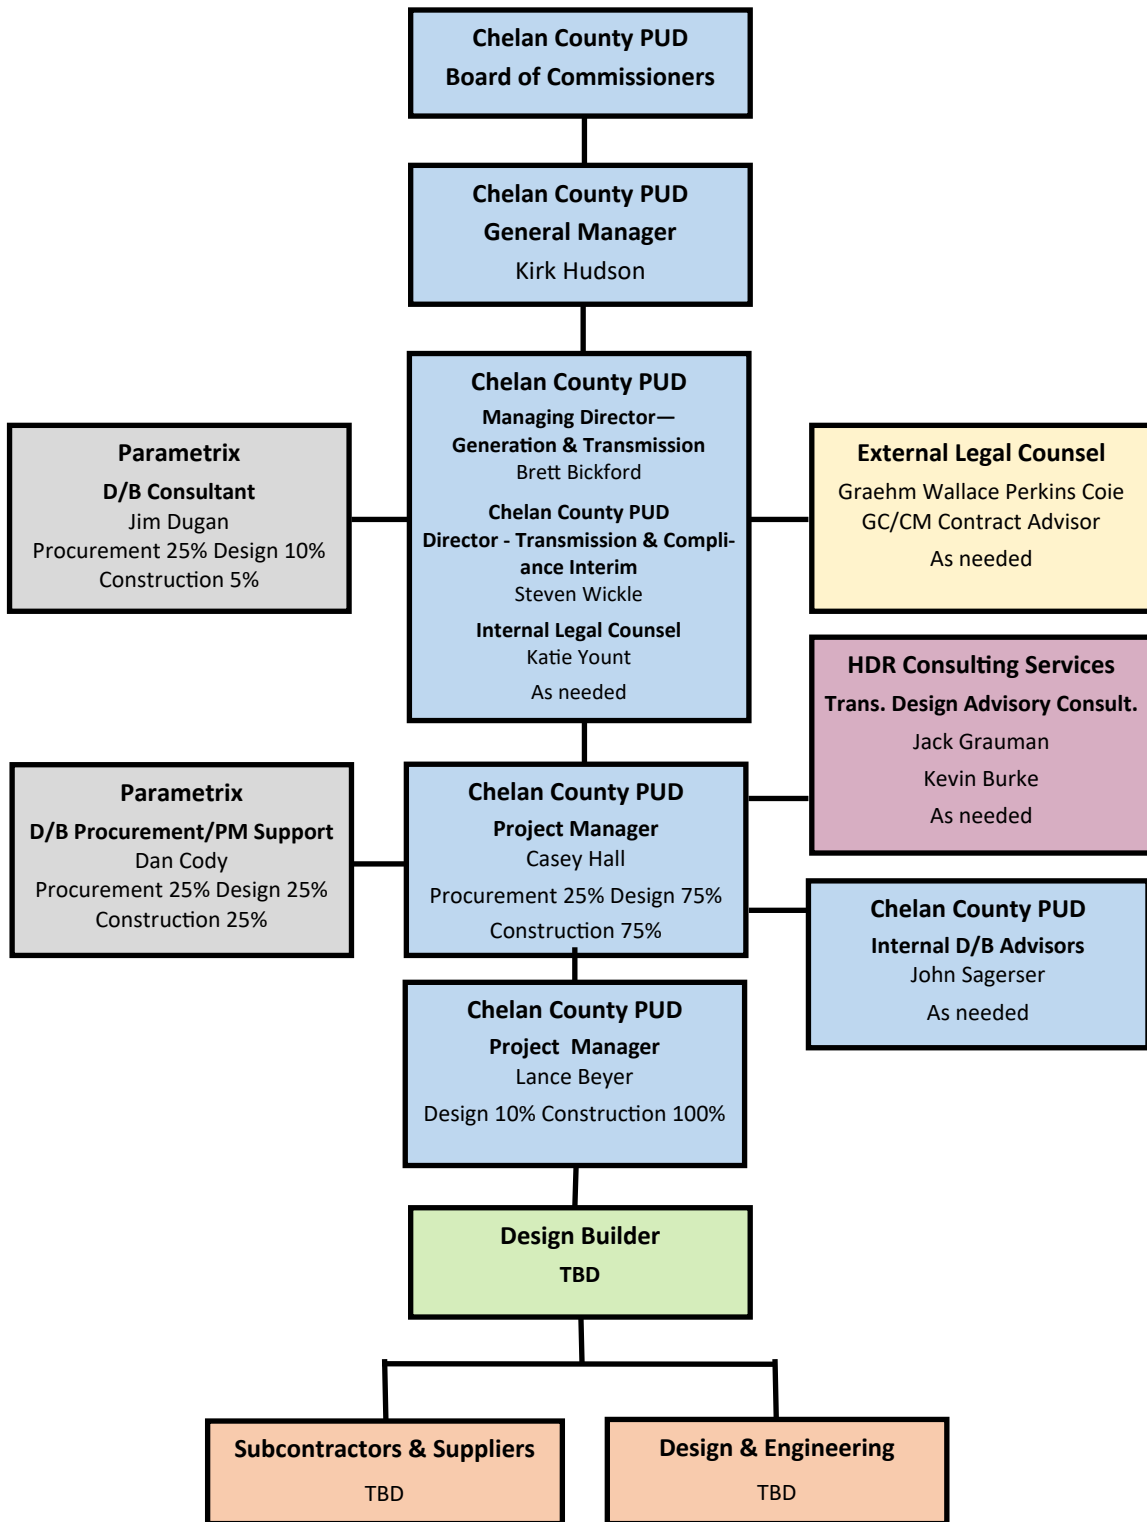 Chelan County PUD
Board of Commissioners
Chelan County PUD
General Manager
Kirk Hudson
Chelan County PUD
Managing Director—
Generation & Transmission
Brett Bickford
Chelan County PUD
Director - Transmission & Compli-
ance Interim
Steven Wickle
Internal Legal Counsel
Katie Yount
As needed
Parametrix
D/B Consultant
Jim Dugan
Procurement 25% Design 10%
Construction 5%
External Legal Counsel
Graehm Wallace Perkins Coie
GC/CM Contract Advisor
As needed
HDR Consulting Services
Trans. Design Advisory Consult.
Jack Grauman
Kevin Burke
As needed
Parametrix
D/B Procurement/PM Support
Dan Cody
Procurement 25% Design 25%
Construction 25%
Chelan County PUD
Project Manager
Casey Hall
Procurement 25% Design 75%
Construction 75%
Chelan County PUD
Internal D/B Advisors
John Sagerser
As needed
Chelan County PUD
Project  Manager
Lance Beyer
Design 10% Construction 100%
Design Builder
TBD
Subcontractors & Suppliers
TBD
Design & Engineering
TBD